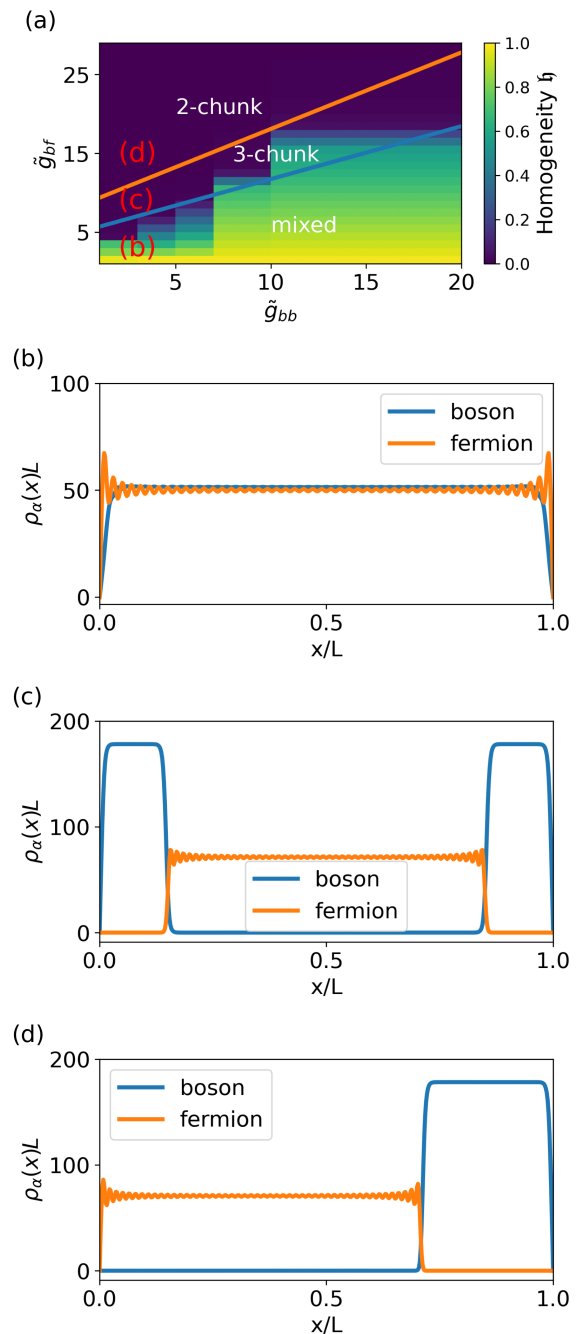 (a)
2-chunk
(d)
3-chunk
(c)
mixed
(b)
25
15
5
g̃bf
5
10
15
20
g̃bb
1.0
0.8
0.6
0.4
0.2
0.0
Homogeneity 𝔥
(b)
boson
fermion
100
50
0
ρα(x)L
0.0
0.5
1.0
x/L
(c)
boson
fermion
200
100
0
ρα(x)L
0.0
0.5
1.0
x/L
(d)
boson
fermion
200
100
0
ρα(x)L
0.0
0.5
1.0
x/L